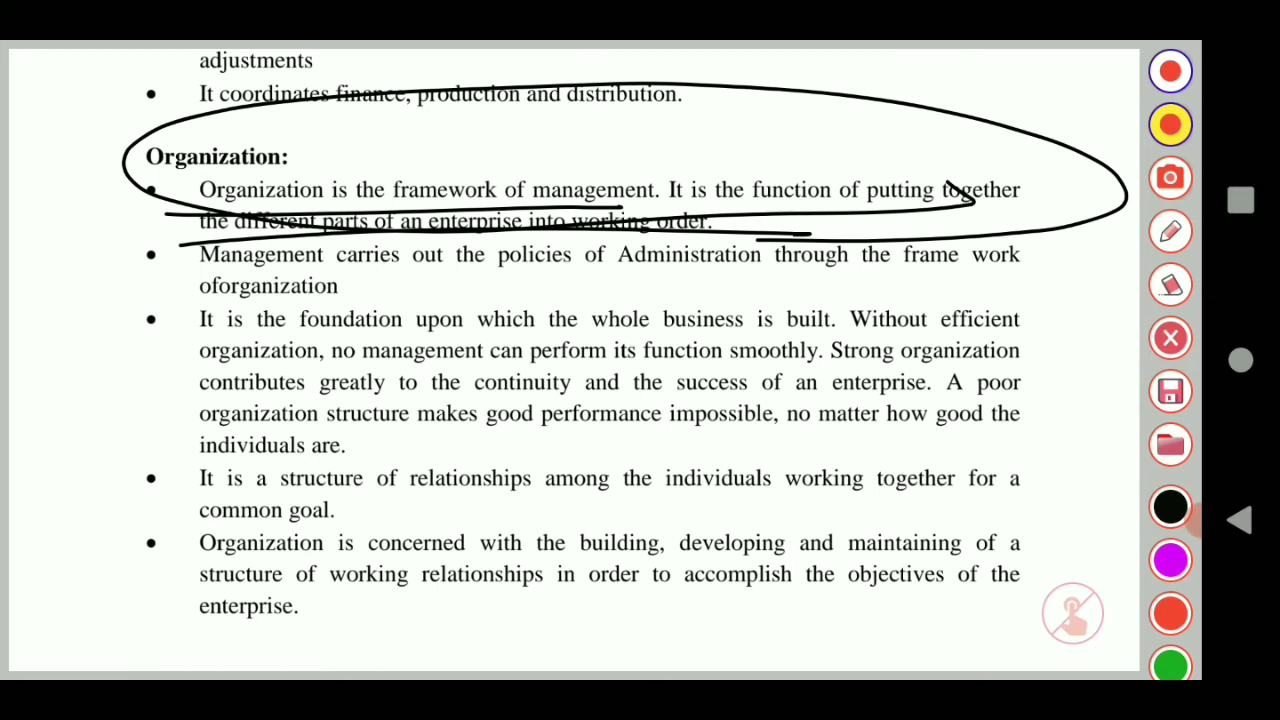 adjustments
• It coordinates finance, production and distribution.
Organization:
• Organization is the framework of management. It is the function of putting together
the different parts of an enterprise into working order.
• Management carries out the policies of Administration through the frame work
oforganization
• It is the foundation upon which the whole business is built. Without efficient
organization, no management can perform its function smoothly. Strong organization
contributes greatly to the continuity and the success of an enterprise. A poor
organization structure makes good performance impossible, no matter how good the
individuals are.
• It is a structure of relationships among the individuals working together for a
common goal.
• Organization is concerned with the building, developing and maintaining of a
structure of working relationships in order to accomplish the objectives of the
enterprise.